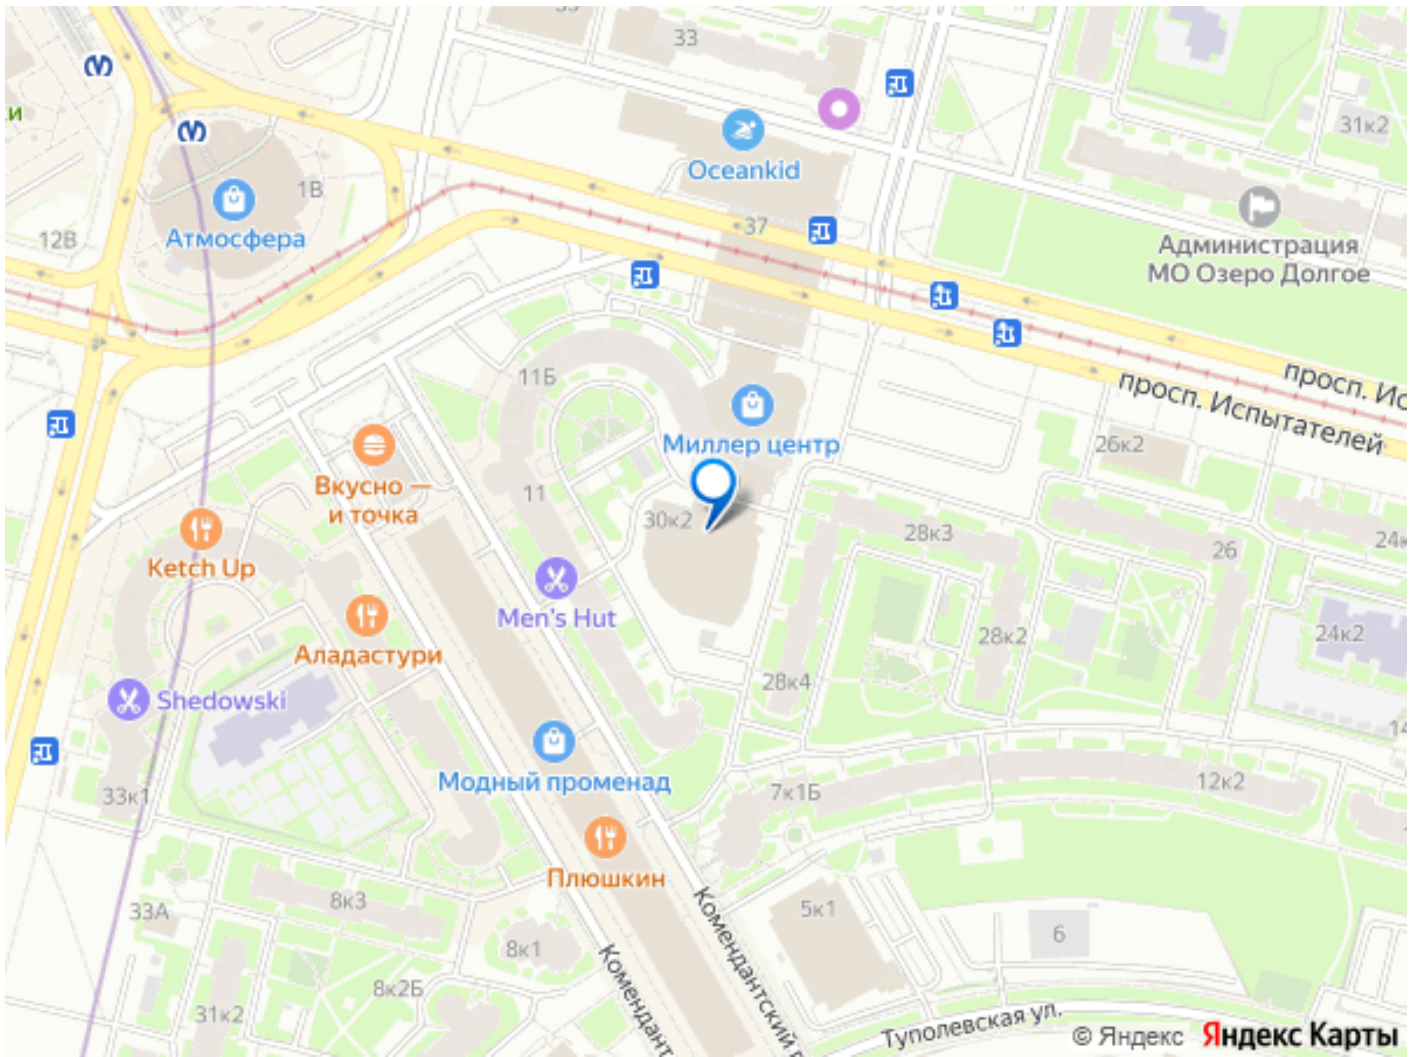 33
31к2
Oceankid
1В
Атмосфера
12В
37
Администрация
МО Озеро Долгое
просп. Ис
просп. Испытателей
11Б
Миллер центр
26к2
Вкусно —
и точка
11
30к2
28к3
26
24к
Ketch Up
Men's Hut
28к2
24к2
Аладастури
28к4
Shedowski
14
Модный променад
7к1Б
12к2
33к1
Плюшкин
8к3
33А
5к1
6
8к1
Комендантский п
Комендант
8к2Б
31к2
Туполевская ул.
© Яндекс Яндекс Карты